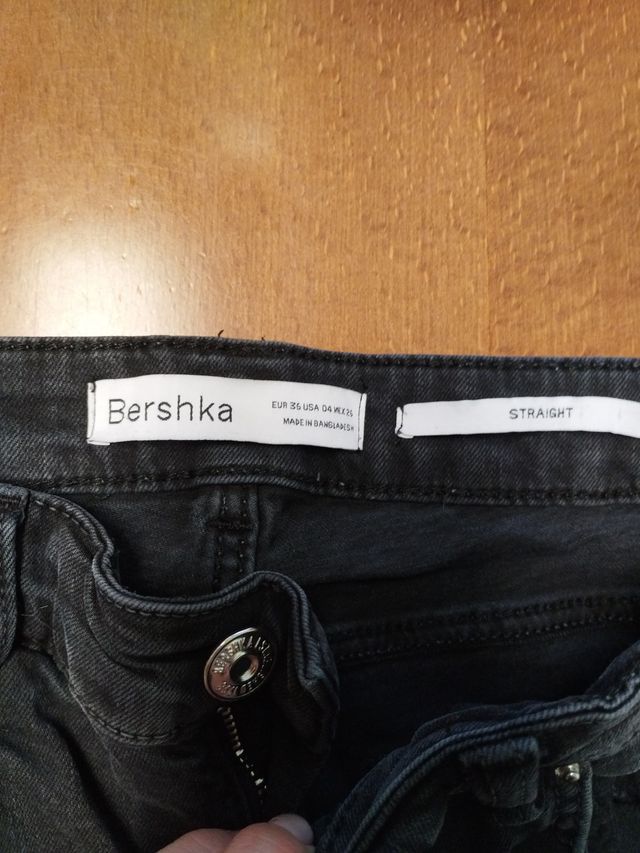 Bershka
EUR 36 USA 04 MEX 26
MADE IN BANGLADESH
STRAIGHT